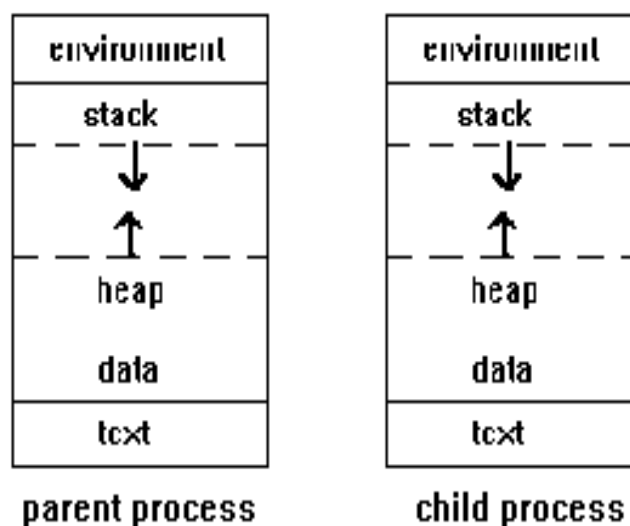 environment
stack
heap
data
text
parent process
environment
stack
heap
data
text
child process